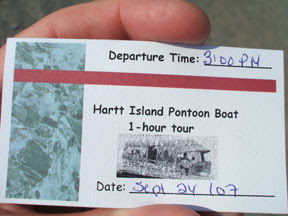 Departure Time: 3:00 PM
Hartt Island Pontoon Boat
1-hour tour
Date: Sept 24 '07